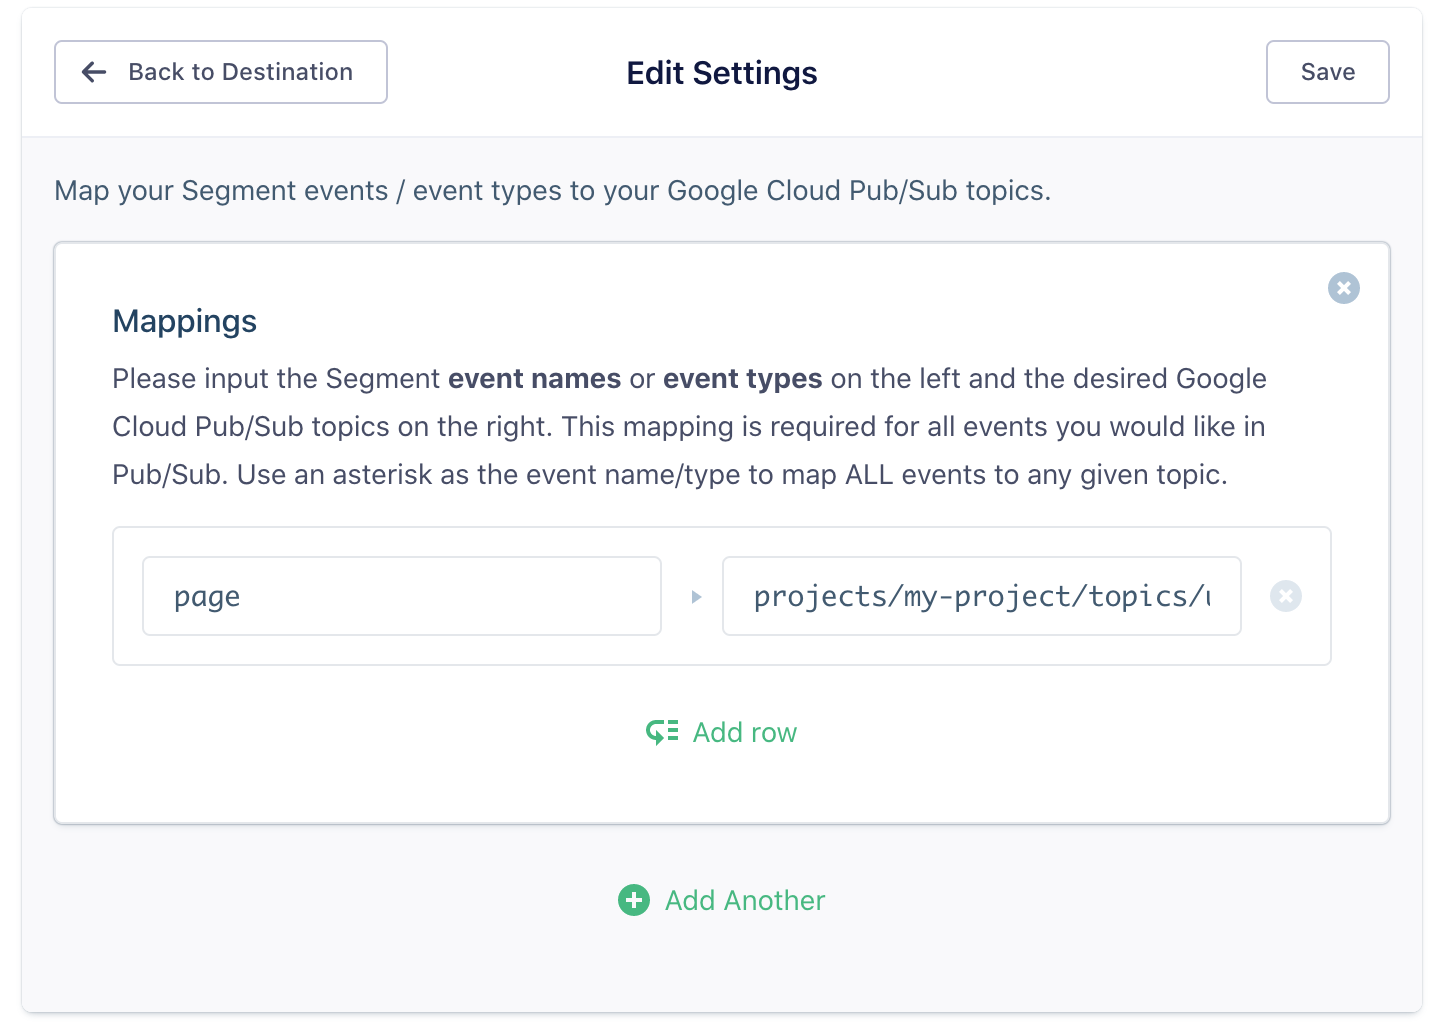 Back to Destination
Edit Settings
Save
Map your Segment events / event types to your Google Cloud Pub/Sub topics.
Mappings
Please input the Segment event names or event types on the left and the desired Google
Cloud Pub/Sub topics on the right. This mapping is required for all events you would like in
Pub/Sub. Use an asterisk as the event name/type to map ALL events to any given topic.
page
projects/my-project/topics/
Add row
Add Another